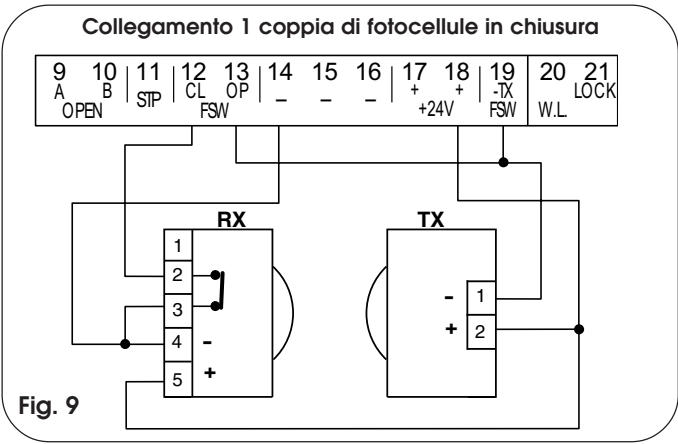 Collegamento 1 coppia di fotocellule in chiusura
9 10 11 12 13 14 15 16 17 18 19 20 21
A B STP CL OP – – – + + -TX LOCK
OPEN FSW +24V FSW W.L.
RX TX
1
2
3
4 -
5 +
- 1
+ 2
Fig. 9